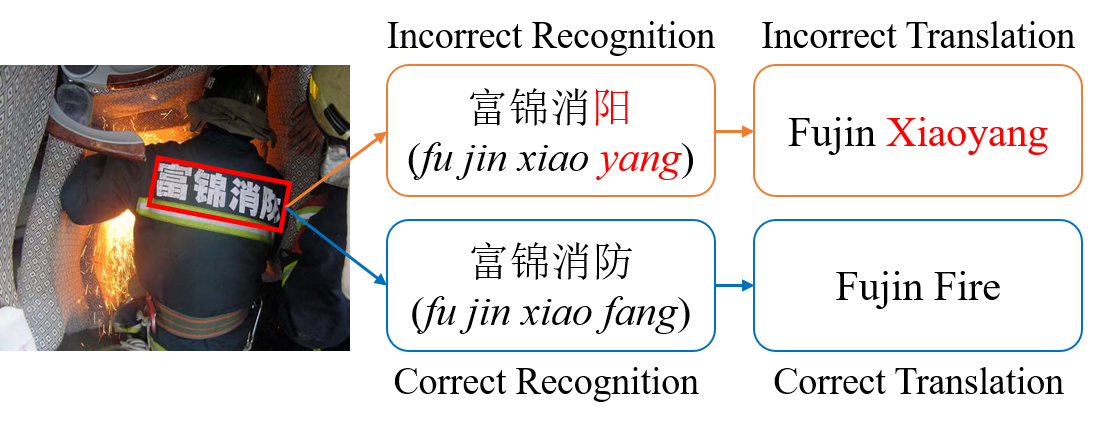 Incorrect Recognition
Incorrect Translation
富锦消阳
(fu jin xiao yang)
Fujin Xiaoyang
富锦消防
富锦消防
(fu jin xiao fang)
Fujin Fire
Correct Recognition
Correct Translation